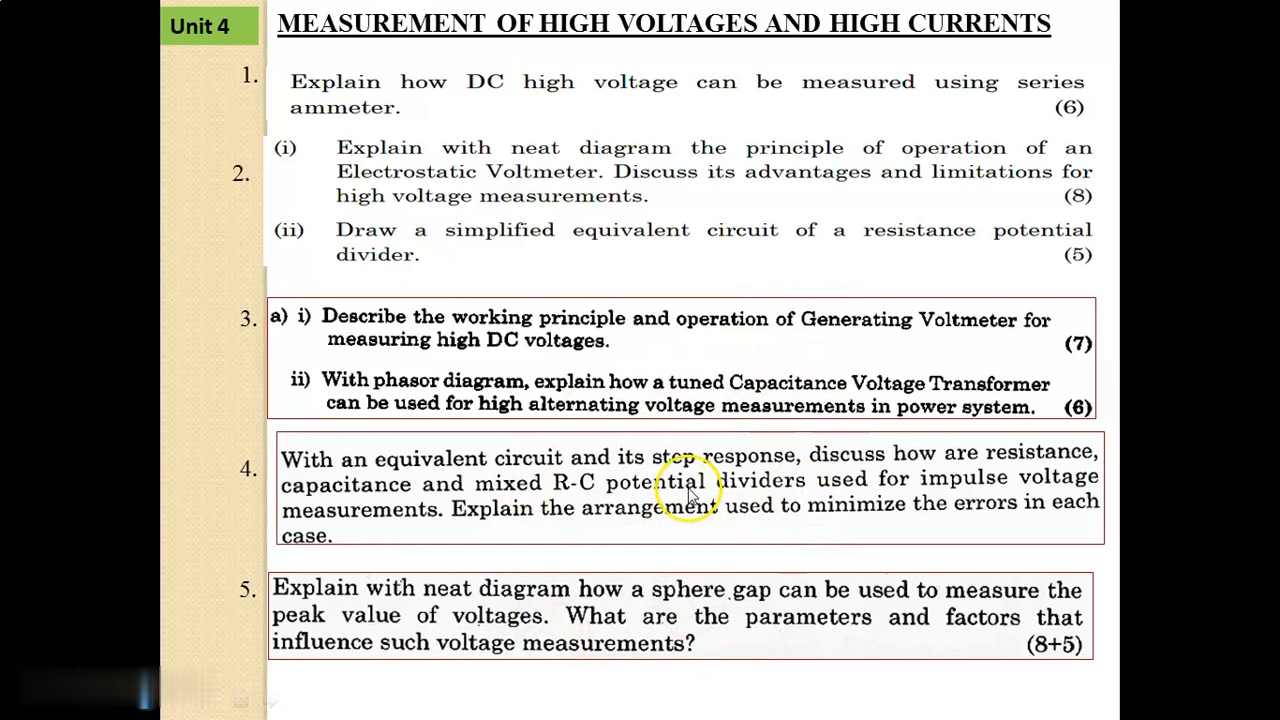 Unit 4
MEASUREMENT OF HIGH VOLTAGES AND HIGH CURRENTS
1. Explain how DC high voltage can be measured using series
ammeter. (6)
2. (i) Explain with neat diagram the principle of operation of an
Electrostatic Voltmeter. Discuss its advantages and limitations for
high voltage measurements. (8)
(ii) Draw a simplified equivalent circuit of a resistance potential
divider. (5)
3. a) i) Describe the working principle and operation of Generating Voltmeter for
measuring high DC voltages. (7)
ii) With phasor diagram, explain how a tuned Capacitance Voltage Transformer
can be used for high alternating voltage measurements in power system. (6)
4. With an equivalent circuit and its step response, discuss how are resistance,
capacitance and mixed R-C potential dividers used for impulse voltage
measurements. Explain the arrangement used to minimize the errors in each
case.
5. Explain with neat diagram how a sphere gap can be used to measure the
peak value of voltages. What are the parameters and factors that
influence such voltage measurements? (8+5)